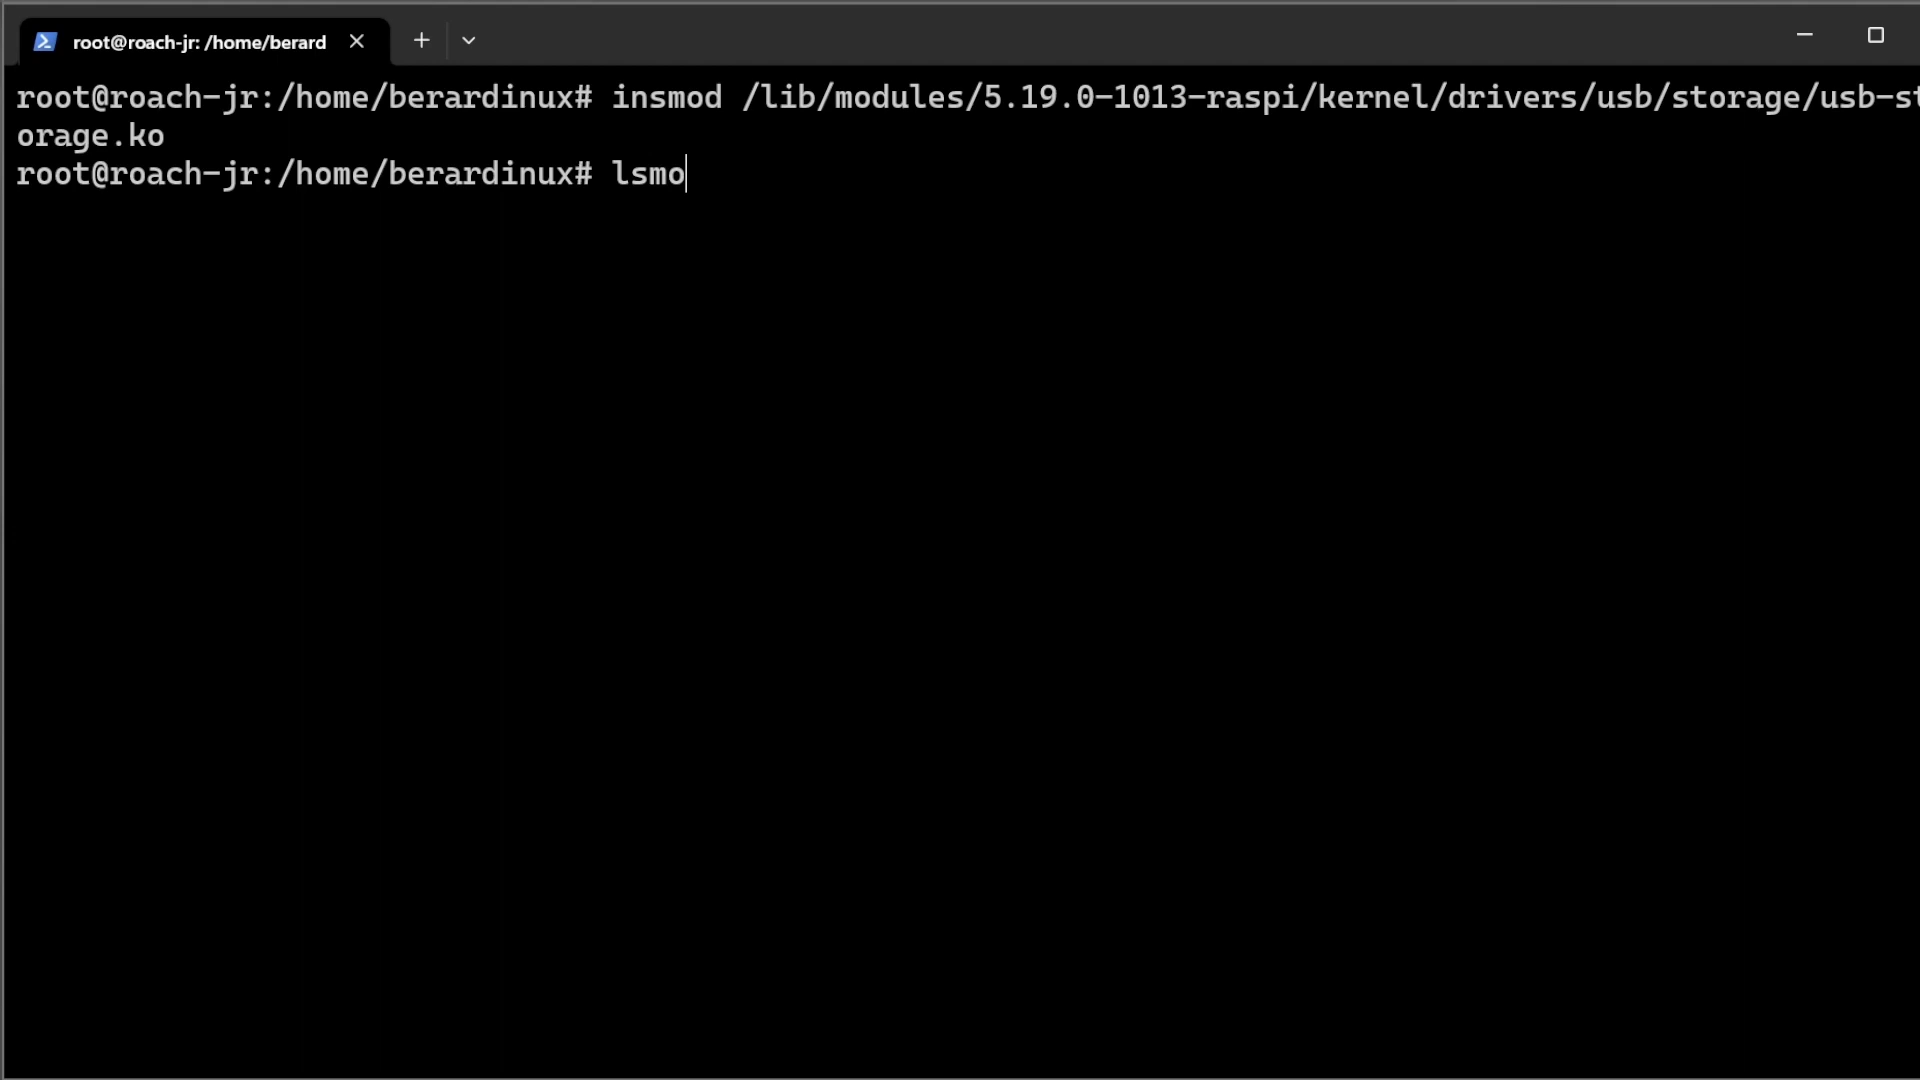 root@roach-jr: /home/berard
root@roach-jr:/home/berardinux# insmod /lib/modules/5.19.0-1013-raspi/kernel/drivers/usb/storage/usb-st
orage.ko
root@roach-jr:/home/berardinux# lsmo